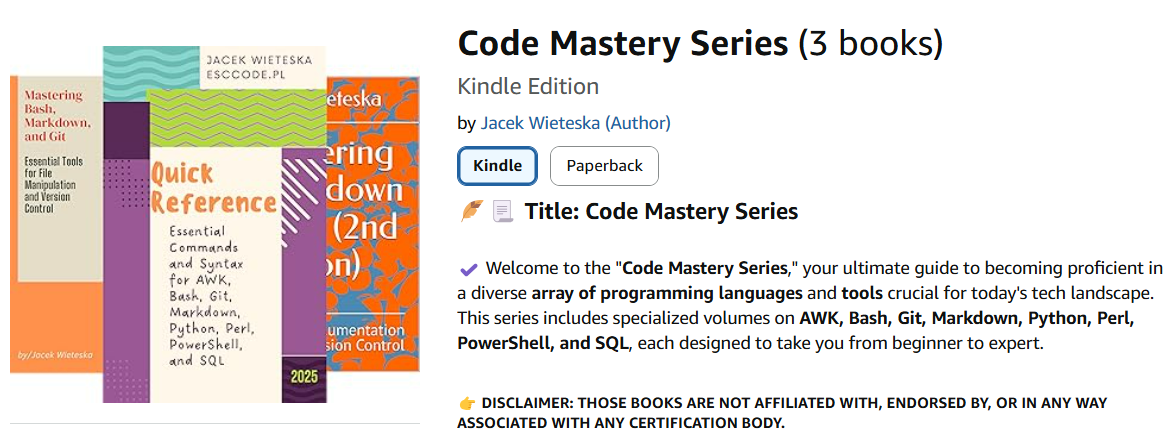 Mastering
Bash,
Markdown,
and Git
Essential Tools
for File
Manipulation
and Version
Control
by/Jacek Wieteska
JACEK WIETESKA
ESCCODE.PL
Quick
Reference
Essential
Commands
and Syntax
for AWK,
Bash, Git,
Markdown,
Python, Perl,
PowerShell,
and SQL
2025
eteska
ering
down
(2nd
on)
umentation
sion Control
Code Mastery Series (3 books)
Kindle Edition
by Jacek Wieteska (Author)
Kindle
Paperback
Title: Code Mastery Series
Welcome to the "Code Mastery Series," your ultimate guide to becoming proficient in
a diverse array of programming languages and tools crucial for today's tech landscape.
This series includes specialized volumes on AWK, Bash, Git, Markdown, Python, Perl,
PowerShell, and SQL, each designed to take you from beginner to expert.
DISCLAIMER: THOSE BOOKS ARE NOT AFFILIATED WITH, ENDORSED BY, OR IN ANY WAY
ASSOCIATED WITH ANY CERTIFICATION BODY.